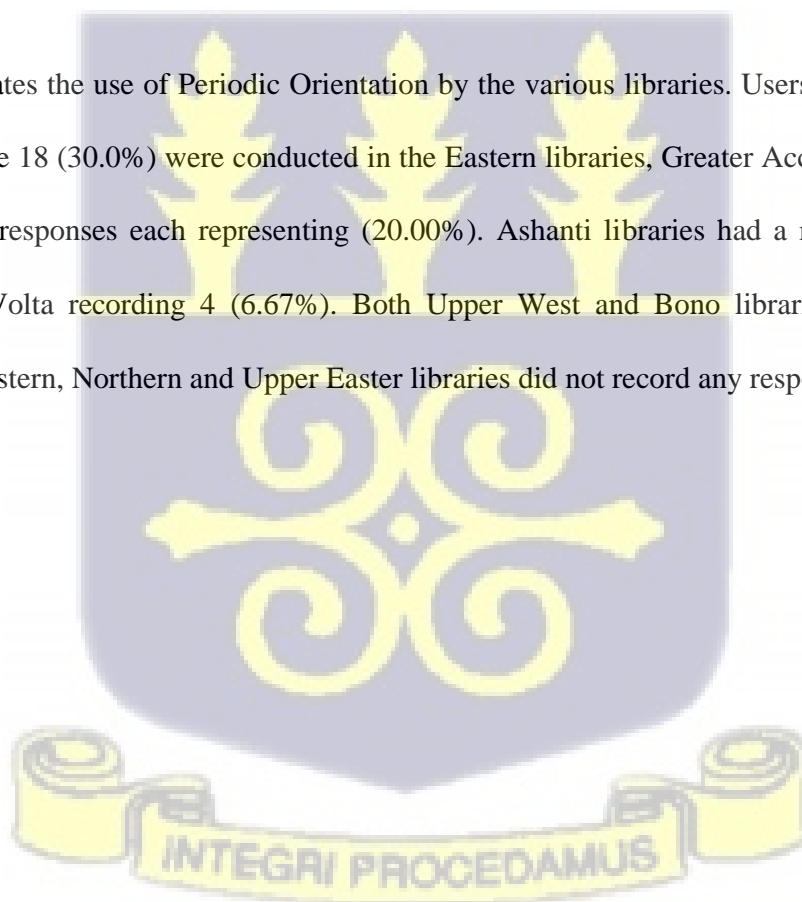 ates the use of Periodic Orientation by the various libraries. Users
e 18 (30.0%) were conducted in the Eastern libraries, Greater Acc
responses each representing (20.00%). Ashanti libraries had a r
Volta recording 4 (6.67%). Both Upper West and Bono librari
stern, Northern and Upper Easter libraries did not record any resp
INTEGRI PROCEDAMUS